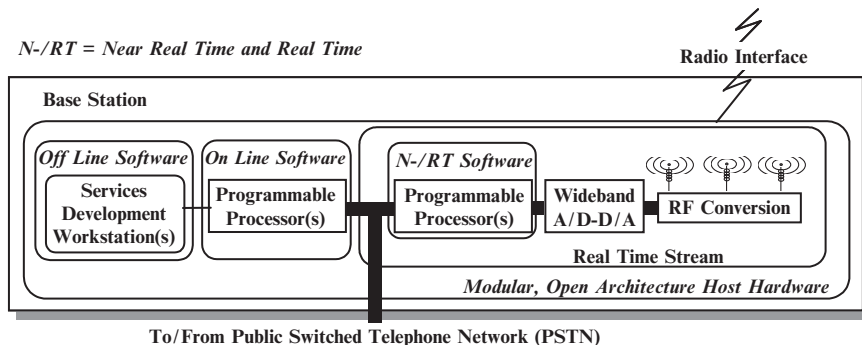 N-/RT = Near Real Time and Real Time
Radio Interface
Base Station
Off Line Software
On Line Software
N-/RT Software
Services
Development
Workstation(s)
Programmable
Processor(s)
Programmable
Processor(s)
Wideband
A/D-D/A
RF Conversion
Real Time Stream
Modular, Open Architecture Host Hardware
To/From Public Switched Telephone Network (PSTN)